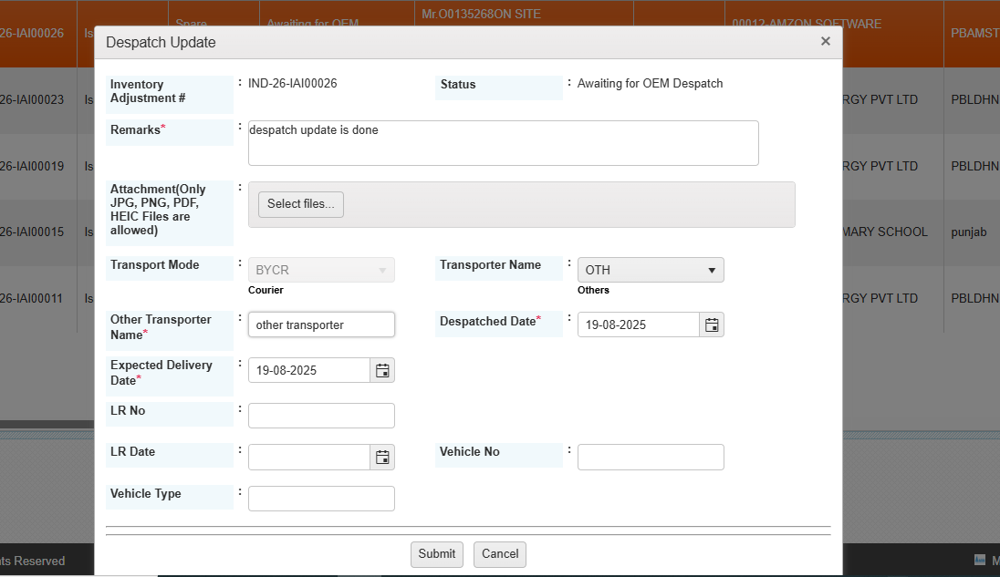 Spare
Awaiting for OEM
Mr.O0135268ON SITE
00012-AMZON SOFTWARE
26-IAI00026
Is
PBAMST
Despatch Update
×
Inventory
Adjustment #
: IND-26-IAI00026
Status
: Awaiting for OEM Despatch
26-IAI00023
Is
RGY PVT LTD
PBLDHN
Remarks*
: despatch update is done
26-IAI00019
Is
RGY PVT LTD
PBLDHN
Attachment(Only
JPG, PNG, PDF,
HEIC Files are
allowed)
:
Select files...
26-IAI00015
Is
MARY SCHOOL
punjab
Transport Mode
: BYCR
Courier
Transporter Name
: OTH
Others
26-IAI00011
Is
RGY PVT LTD
PBLDHN
Other Transporter
Name*
: other transporter
Despatched Date*
: 19-08-2025
Expected Delivery
Date*
: 19-08-2025
LR No
:
LR Date
:
Vehicle No
:
Vehicle Type
:
Submit
Cancel
ts Reserved
M